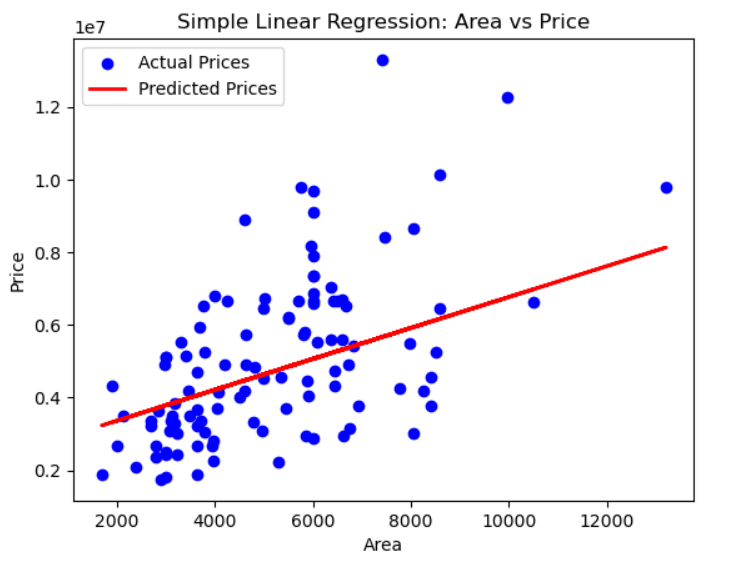 Simple Linear Regression: Area vs Price
1e7
Actual Prices
Predicted Prices
1.2
1.0
0.8
0.6
0.4
0.2
Price
2000 4000 6000 8000 10000 12000
Area